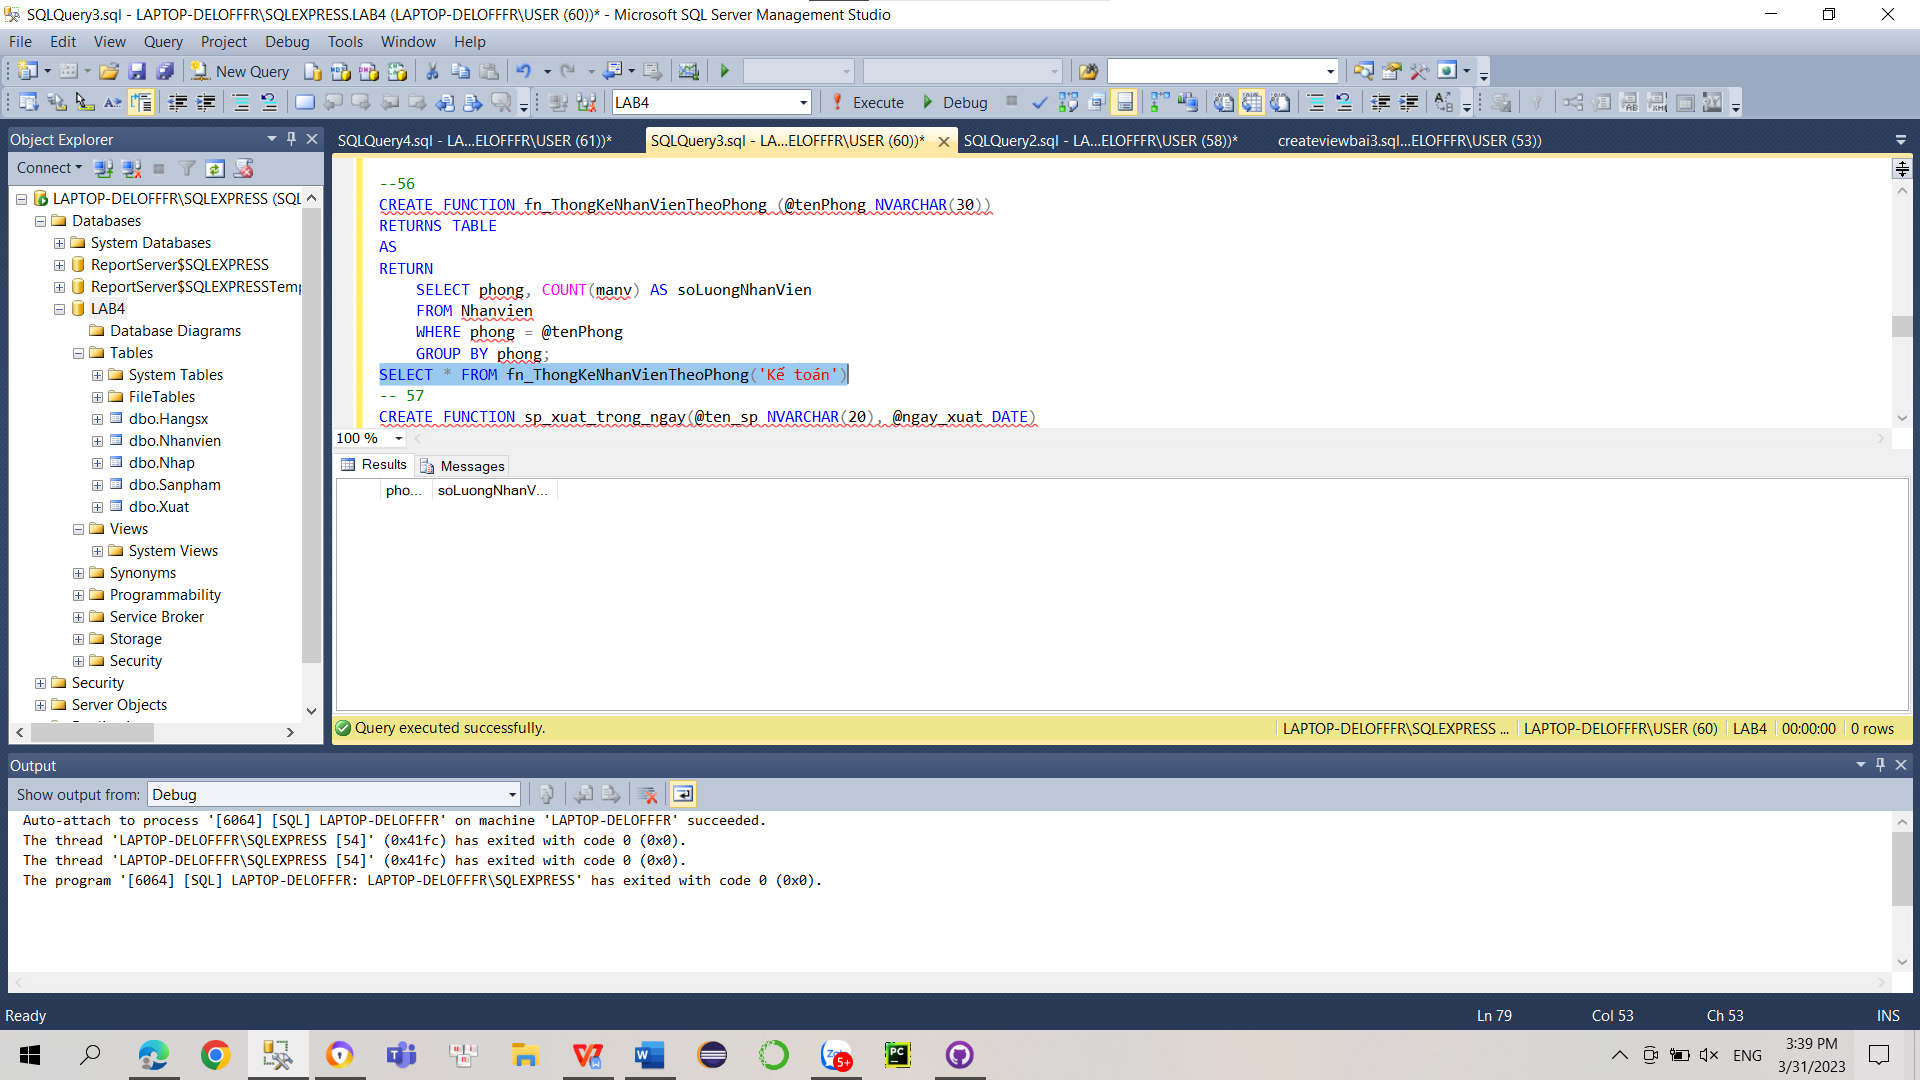 SQLQuery3.sql - LAPTOP-DELOFFFR\SQLEXPRESS.LAB4 (LAPTOP-DELOFFFR\USER (60))* - Microsoft SQL Server Management Studio
File Edit View Query Project Debug Tools Window Help
New Query
LAB4 Execute Debug
Object Explorer
SQLQuery4.sql - LA...ELOFFFR\USER (61))* SQLQuery3.sql - LA...ELOFFFR\USER (60))* SQLQuery2.sql - LA...ELOFFFR\USER (58))* createviewbai3.sql...ELOFFFR\USER (53))
Connect
LAPTOP-DELOFFFR\SQLEXPRESS (SQL
Databases
System Databases
ReportServer$SQLEXPRESS
ReportServer$SQLEXPRESSTemp
LAB4
Database Diagrams
Tables
System Tables
FileTables
dbo.Hangsx
dbo.Nhanvien
dbo.Nhap
dbo.Sanpham
dbo.Xuat
Views
System Views
Synonyms
Programmability
Service Broker
Storage
Security
Security
Server Objects
--56
CREATE FUNCTION fn_ThongKeNhanVienTheoPhong (@tenPhong NVARCHAR(30))
RETURNS TABLE
AS
RETURN
SELECT phong, COUNT(manv) AS soLuongNhanVien
FROM Nhanvien
WHERE phong = @tenPhong
GROUP BY phong;
SELECT * FROM fn_ThongKeNhanVienTheoPhong('Kế toán')
-- 57
CREATE FUNCTION sp_xuat_trong_ngay(@ten_sp NVARCHAR(20), @ngay_xuat DATE)
100 %
Results Messages
pho... soLuongNhanV...
Query executed successfully. LAPTOP-DELOFFFR\SQLEXPRESS ... LAPTOP-DELOFFFR\USER (60) LAB4 00:00:00 0 rows
Output
Show output from: Debug
Auto-attach to process '[6064] [SQL] LAPTOP-DELOFFFR' on machine 'LAPTOP-DELOFFFR' succeeded.
The thread 'LAPTOP-DELOFFFR\SQLEXPRESS [54]' (0x41fc) has exited with code 0 (0x0).
The thread 'LAPTOP-DELOFFFR\SQLEXPRESS [54]' (0x41fc) has exited with code 0 (0x0).
The program '[6064] [SQL] LAPTOP-DELOFFFR: LAPTOP-DELOFFFR\SQLEXPRESS' has exited with code 0 (0x0).
Ready Ln 79 Col 53 Ch 53 INS
5+
PC
ENG
3:39 PM
3/31/2023